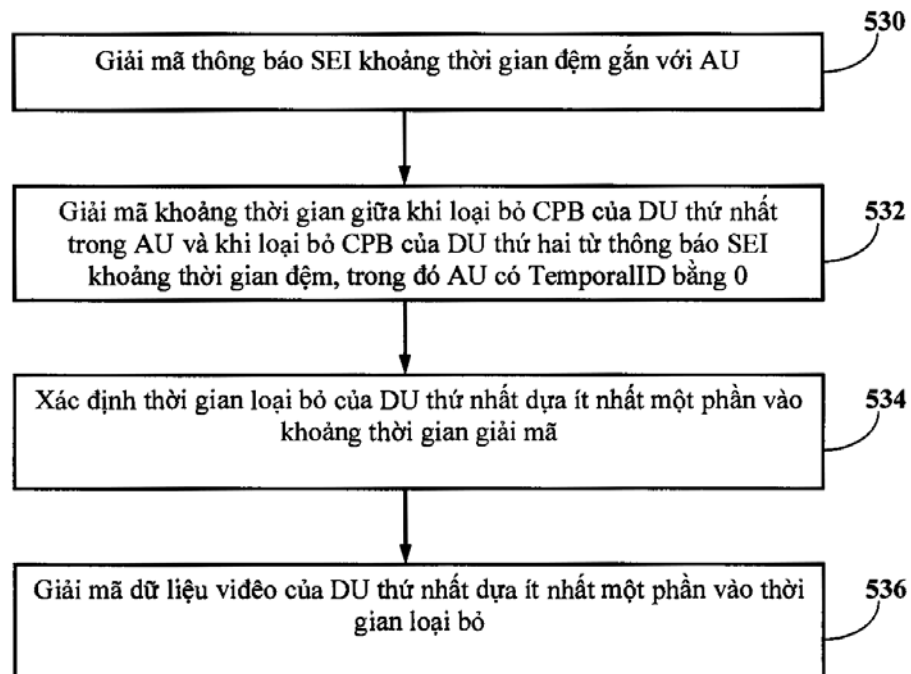 530
Giải mã thông báo SEI khoảng thời gian đệm gắn với AU
532
Giải mã khoảng thời gian giữa khi loại bỏ CPB của DU thứ nhất
trong AU và khi loại bỏ CPB của DU thứ hai từ thông báo SEI
khoảng thời gian đệm, trong đó AU có TemporalID bằng 0
534
Xác định thời gian loại bỏ của DU thứ nhất dựa ít nhất một phần vào
khoảng thời gian giải mã
536
Giải mã dữ liệu viđêo của DU thứ nhất dựa ít nhất một phần vào thời
gian loại bỏ